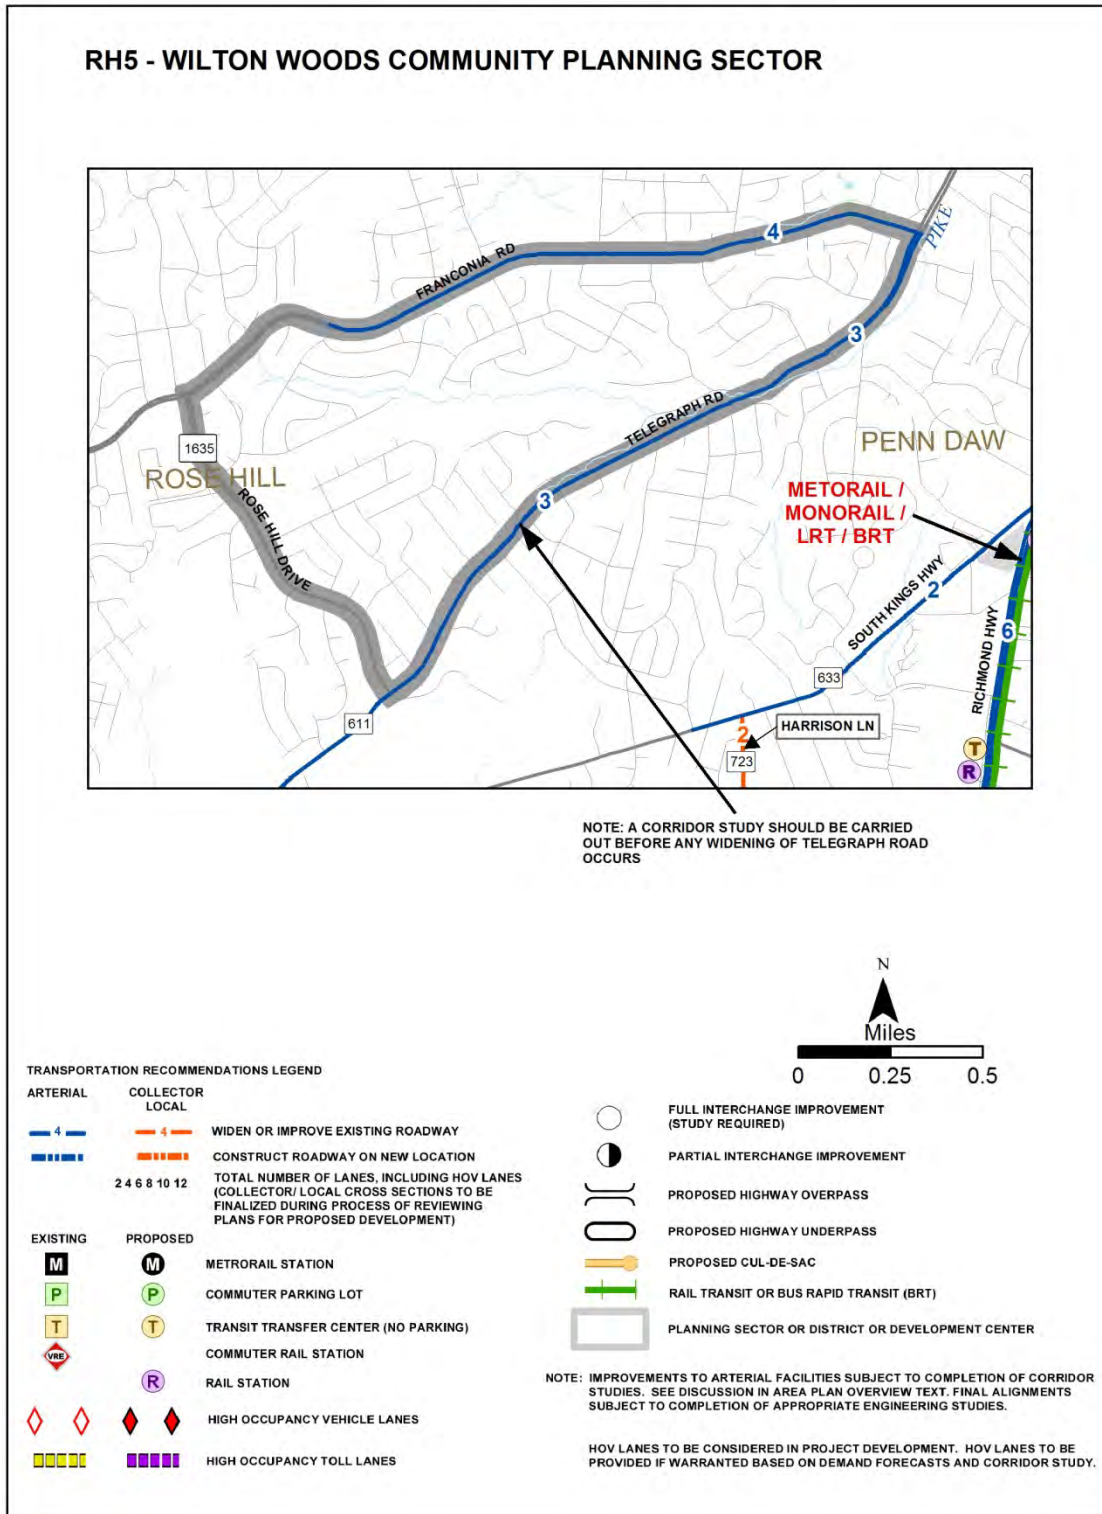 RH5 - WILTON WOODS COMMUNITY PLANNING SECTOR
PIKE
4
FRANCONIA RD
3
TELEGRAPH RD
1635
ROSE HILL
PENN DAW
METORAIL /
MONORAIL /
LRT / BRT
ROSE HILL DRIVE
3
SOUTH KINGS HWY
2
RICHMOND HWY
6
633
611
HARRISON LN
2
723
T
R
NOTE: A CORRIDOR STUDY SHOULD BE CARRIED
OUT BEFORE ANY WIDENING OF TELEGRAPH ROAD
OCCURS
N
Miles
0 0.25 0.5
TRANSPORTATION RECOMMENDATIONS LEGEND
ARTERIAL COLLECTOR
LOCAL
4 4 WIDEN OR IMPROVE EXISTING ROADWAY
CONSTRUCT ROADWAY ON NEW LOCATION
2 4 6 8 10 12 TOTAL NUMBER OF LANES, INCLUDING HOV LANES
(COLLECTOR/ LOCAL CROSS SECTIONS TO BE
FINALIZED DURING PROCESS OF REVIEWING
PLANS FOR PROPOSED DEVELOPMENT)
EXISTING PROPOSED
M M METRORAIL STATION
P P COMMUTER PARKING LOT
T T TRANSIT TRANSFER CENTER (NO PARKING)
VRE COMMUTER RAIL STATION
R RAIL STATION
HIGH OCCUPANCY VEHICLE LANES
HIGH OCCUPANCY TOLL LANES
FULL INTERCHANGE IMPROVEMENT
(STUDY REQUIRED)
PARTIAL INTERCHANGE IMPROVEMENT
PROPOSED HIGHWAY OVERPASS
PROPOSED HIGHWAY UNDERPASS
PROPOSED CUL-DE-SAC
RAIL TRANSIT OR BUS RAPID TRANSIT (BRT)
PLANNING SECTOR OR DISTRICT OR DEVELOPMENT CENTER
NOTE: IMPROVEMENTS TO ARTERIAL FACILITIES SUBJECT TO COMPLETION OF CORRIDOR
STUDIES. SEE DISCUSSION IN AREA PLAN OVERVIEW TEXT. FINAL ALIGNMENTS
SUBJECT TO COMPLETION OF APPROPRIATE ENGINEERING STUDIES.
HOV LANES TO BE CONSIDERED IN PROJECT DEVELOPMENT. HOV LANES TO BE
PROVIDED IF WARRANTED BASED ON DEMAND FORECASTS AND CORRIDOR STUDY.